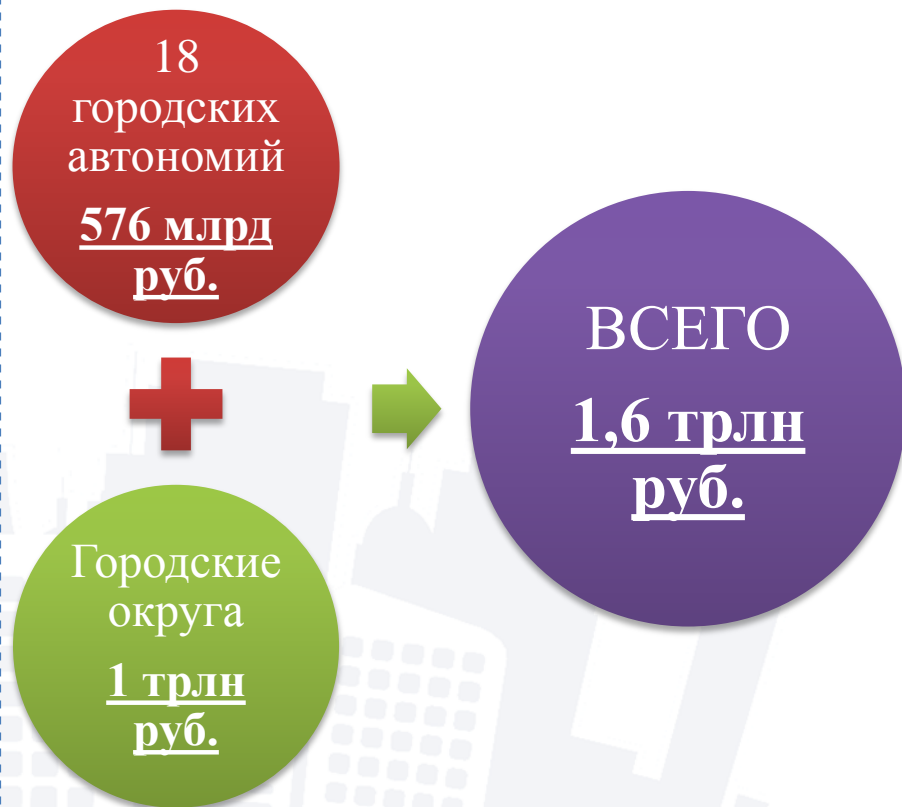 18
городских
автономий
576 млрд
руб.
Городские
округа
1 трлн
руб.
ВСЕГО
1,6 трлн
руб.